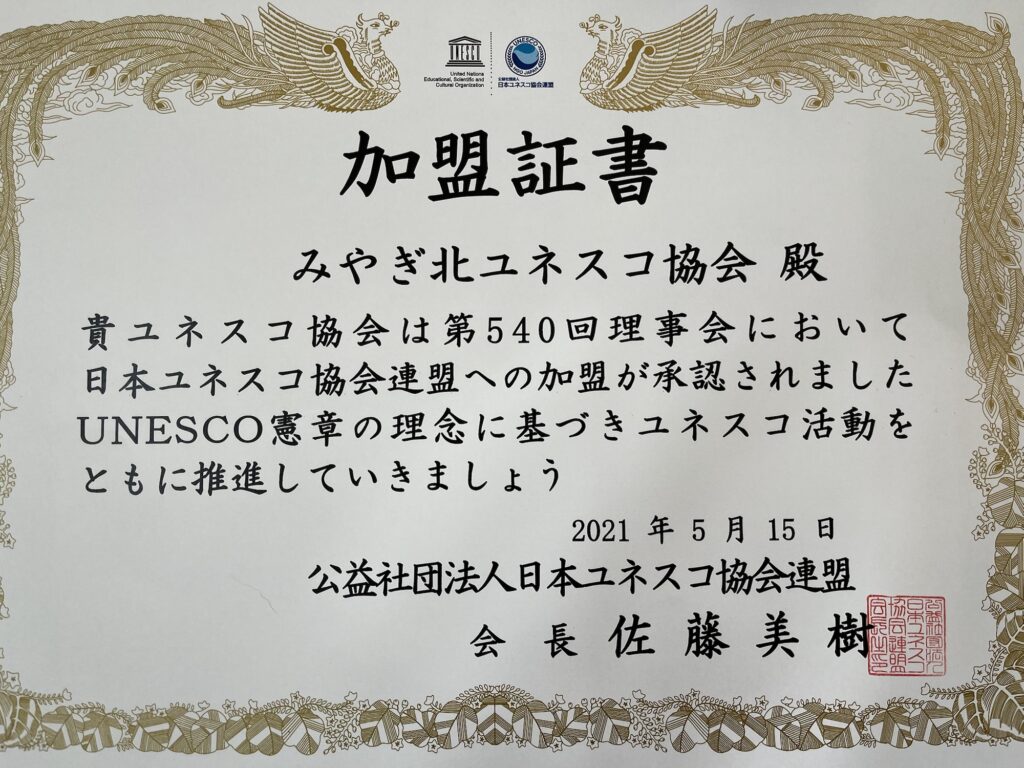 United Nations
Educational, Scientific and
Cultural Organization
公益社団法人
日本ユネスコ協会連盟
加盟証書
みやぎ北ユネスコ協会 殿
貴ユネスコ協会は第540回理事会において
日本ユネスコ協会連盟への加盟が承認されました
UNESCO憲章の理念に基づきユネスコ活動を
ともに推進していきましょう
2021 年 5 月 15 日
公益社団法人日本ユネスコ協会連盟
会 長 佐 藤 美 樹